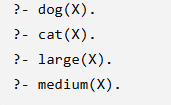 ?- dog(X).
?- cat(X).
?- large(X).
?- medium(X).